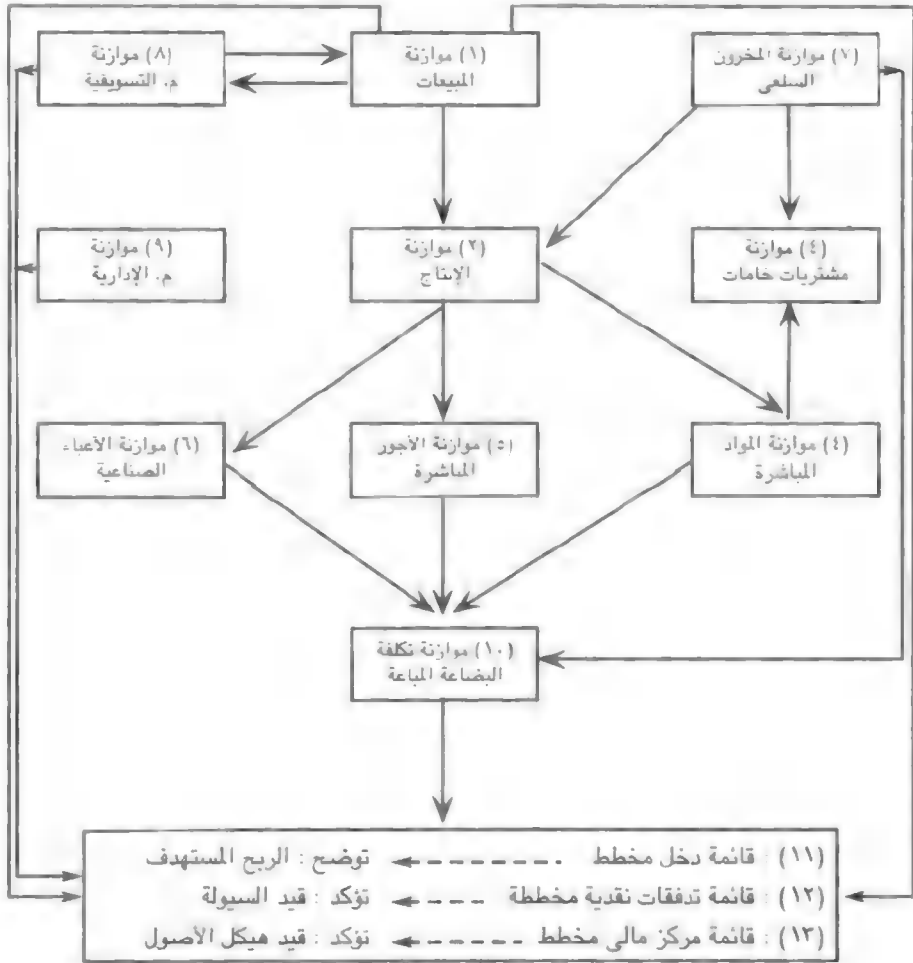 (٧) موازنة المخزون
السلعى
(١) موازنة
المبيعات
(٨) موازنة
م. التسويقية
(٤) موازنة
مشتريات خامات
(٢) موازنة
الإنتاج
(٩) موازنة
م. الإدارية
(٤) موازنة المواد
المباشرة
(٥) موازنة الأجور
المباشرة
(٦) موازنة الأعباء
الصناعية
(١٠) موازنة تكلفة
البضاعة المباعة
(١١) : قائمة دخل مخطط توضح : الربح المستهدف
(١٢) : قائمة تدفقات نقدية مخططة تؤكد : قيد السيولة
(١٣) : قائمة مركز مالى مخطط تؤكد : قيد هيكل الأصول